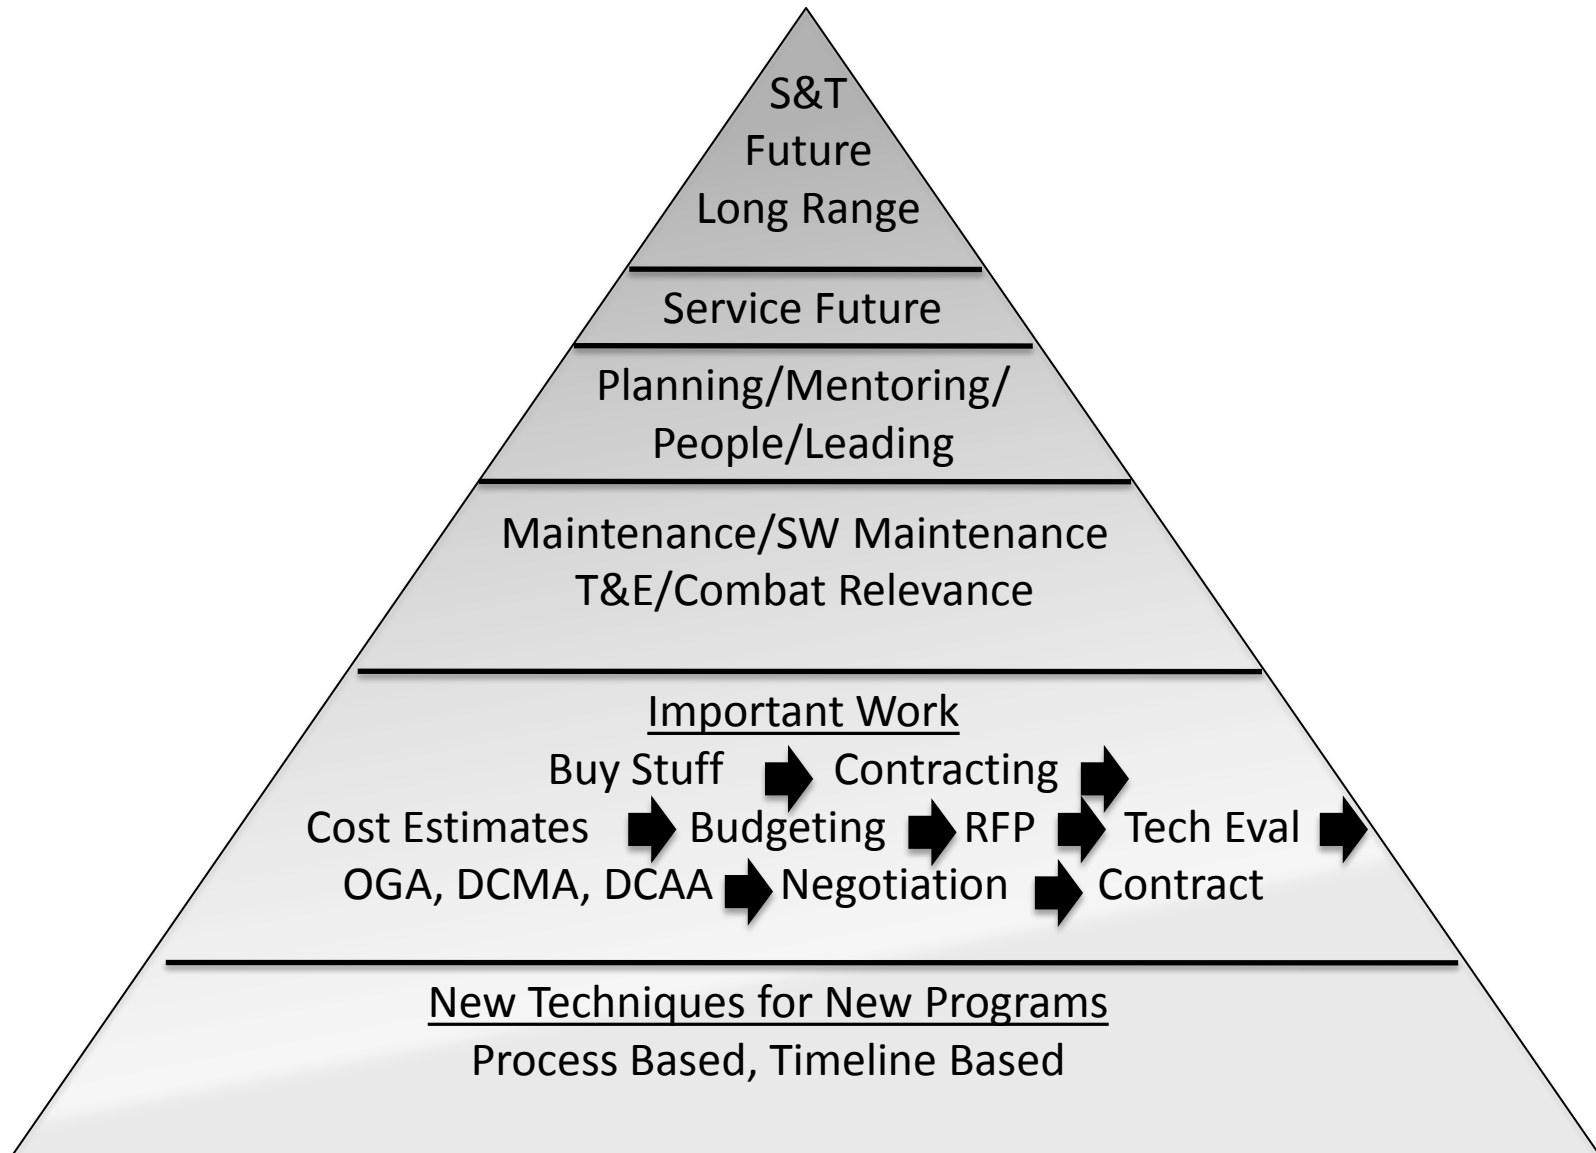 S&T
Future
Long Range
Service Future
Planning/Mentoring/
People/Leading
Maintenance/SW Maintenance
T&E/Combat Relevance
Important Work
Buy Stuff Contracting
Cost Estimates Budgeting RFP Tech Eval
OGA, DCMA, DCAA Negotiation Contract
New Techniques for New Programs
Process Based, Timeline Based